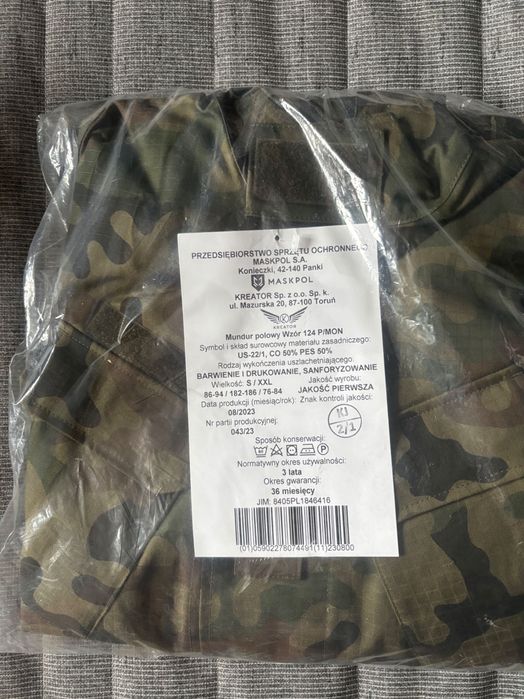 PRZEDSIĘBIORSTWO SPRZĘTU OCHRONNEGO
MASKPOL S.A.
Konieczki, 42-140 Panki
MASKPOL
KREATOR Sp. z o.o. Sp. k.
ul. Mazurska 20, 87-100 Toruń
KREATOR
Mundur polowy Wzór 124 P/MON
Symbol i skład surowcowy materiału zasadniczego:
US-22/1, CO 50% PES 50%
Rodzaj wykończenia uszlachetniającego:
BARWIENIE I DRUKOWANIE, SANFORYZOWANIE
Wielkość: S / XXL Jakość wyrobu:
86-94 / 182-186 / 76-84 JAKOŚĆ PIERWSZA
Data produkcji (miesiąc/rok): Znak kontroli jakości:
08/2023
Nr partii produkcyjnej:
043/23
KJ
2/1
Sposób konserwacji:
Normatywny okres używalności:
3 lata
Okres gwarancji:
36 miesięcy
JIM: 8405PL1846416
(01)05902278074491(11)230800